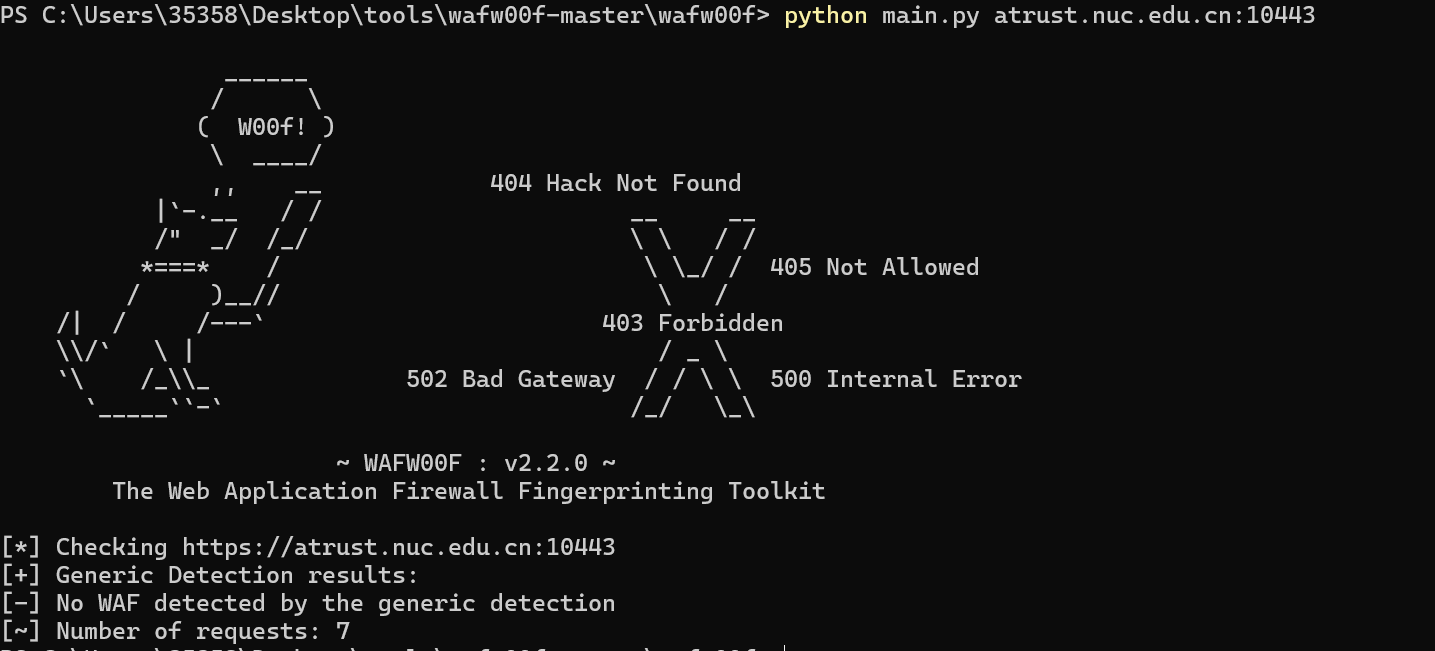 PS C:\Users\35358\Desktop\tools\wafw00f-master\wafw00f> python main.py atrust.nuc.edu.cn:10443
W00f!
404 Hack Not Found
405 Not Allowed
403 Forbidden
502 Bad Gateway 500 Internal Error
~ WAFW00F : v2.2.0 ~
The Web Application Firewall Fingerprinting Toolkit
[*] Checking https://atrust.nuc.edu.cn:10443
[+] Generic Detection results:
[-] No WAF detected by the generic detection
[~] Number of requests: 7